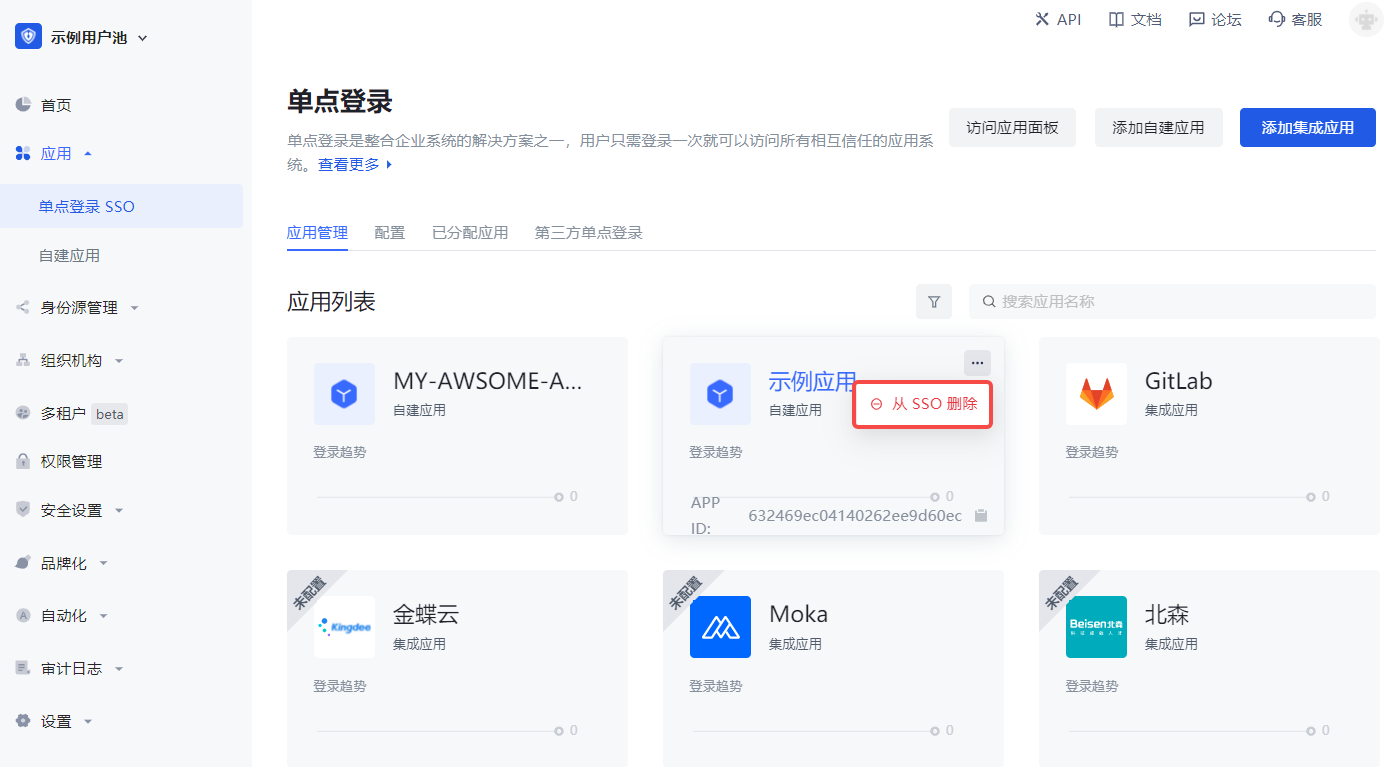 示例用户池
API
文档
论坛
客服
首页
应用
单点登录 SSO
自建应用
身份源管理
组织机构
多租户 beta
权限管理
安全设置
品牌化
自动化
审计日志
设置
单点登录
单点登录是整合企业系统的解决方案之一，用户只需登录一次就可以访问所有相互信任的应用系
统。查看更多
访问应用面板
添加自建应用
添加集成应用
应用管理
配置
已分配应用
第三方单点登录
应用列表
搜索应用名称
MY-AWSOME-A...
自建应用
登录趋势
0
示例应用
自建应用
从 SSO 删除
登录趋势
0
APP
ID:
632469ec04140262ee9d60ec
GitLab
集成应用
登录趋势
0
未配置
Kingdee
金蝶云
集成应用
登录趋势
0
未配置
Moka
集成应用
登录趋势
0
未配置
Beisen北森
北森
集成应用
登录趋势
0